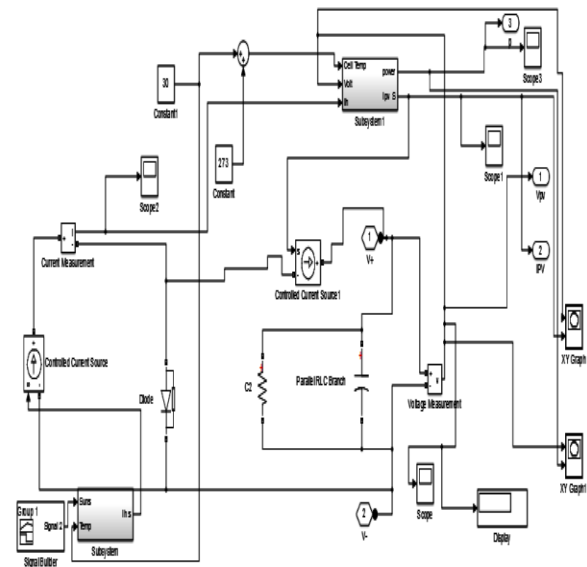 3
Scope3
30
Constant1
+
+
Cell Temp
Volt
Ih
power
Ipv S
Subsystem1
273
Constant
Scope2
Scope1
1
Vpv
2
IPV
+
-
i
Current Measurement
s
-
+
Controlled Current Source1
1
V+
XY Graph
Controlled Current Source
Diode
C2
Parallel RLC Branch
+
-
v
Voltage Measurement
XY Graph1
Group 1
Signal 2
Signal Builder
Suns
Temp
Ihs
Subsystem
2
V-
Scope
Display